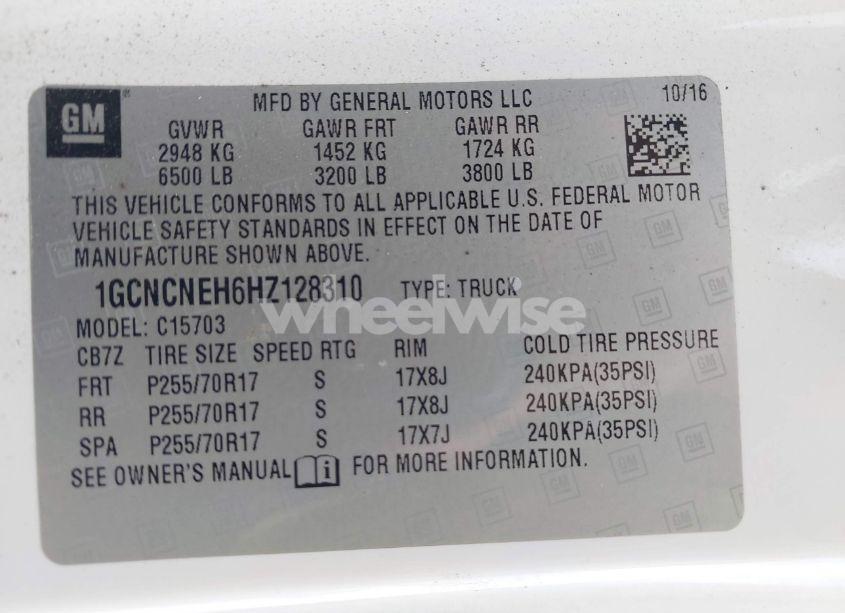 GM
MFD BY GENERAL MOTORS LLC 10/16
GVWR GAWR FRT GAWR RR
2948 KG 1452 KG 1724 KG
6500 LB 3200 LB 3800 LB
THIS VEHICLE CONFORMS TO ALL APPLICABLE U.S. FEDERAL MOTOR
VEHICLE SAFETY STANDARDS IN EFFECT ON THE DATE OF
MANUFACTURE SHOWN ABOVE.
1GCNCNEH6HZ128310 TYPE: TRUCK
wheelwise
MODEL: C15703
CB7Z TIRE SIZE SPEED RTG RIM COLD TIRE PRESSURE
FRT P255/70R17 S 17X8J 240KPA(35PSI)
RR P255/70R17 S 17X8J 240KPA(35PSI)
SPA P255/70R17 S 17X7J 240KPA(35PSI)
SEE OWNER'S MANUAL i FOR MORE INFORMATION.